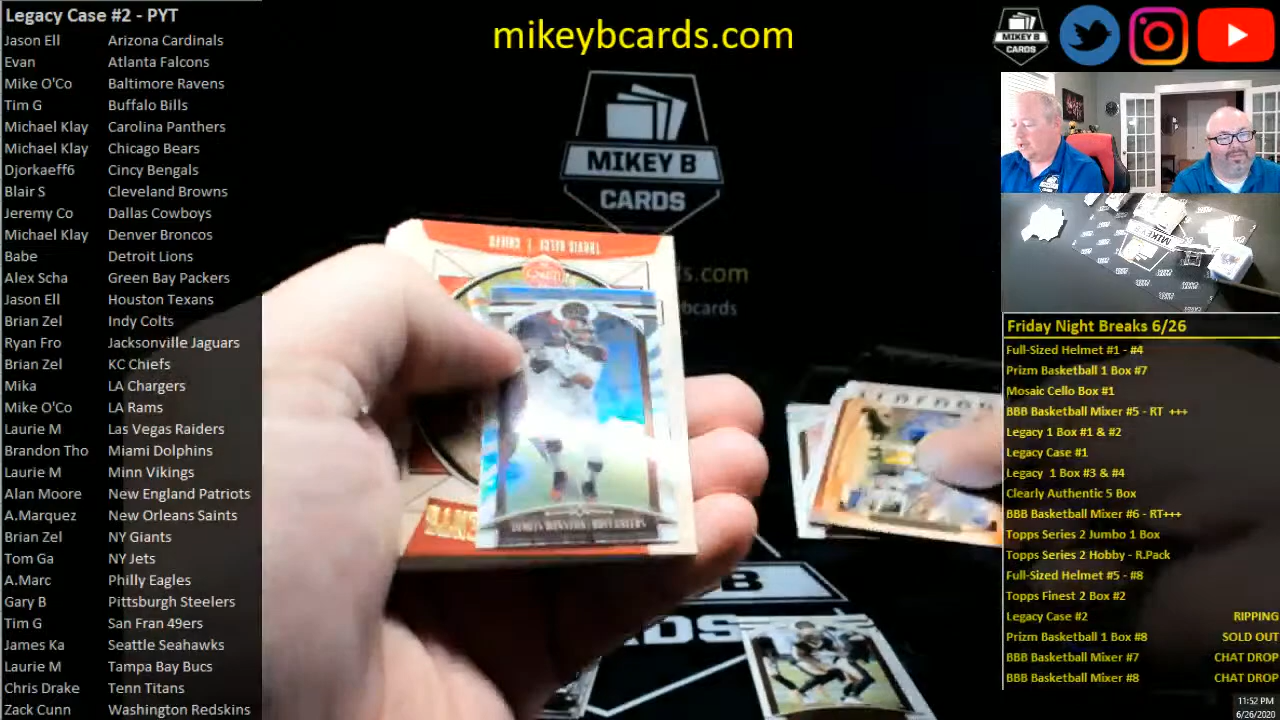 Legacy Case #2 - PYT
Jason Ell Arizona Cardinals
Evan Atlanta Falcons
Mike O'Co Baltimore Ravens
Tim G Buffalo Bills
Michael Klay Carolina Panthers
Michael Klay Chicago Bears
Djorkaeff6 Cincy Bengals
Blair S Cleveland Browns
Jeremy Co Dallas Cowboys
Michael Klay Denver Broncos
Babe Detroit Lions
Alex Scha Green Bay Packers
Jason Ell Houston Texans
Brian Zel Indy Colts
Ryan Fro Jacksonville Jaguars
Brian Zel KC Chiefs
Mika LA Chargers
Mike O'Co LA Rams
Laurie M Las Vegas Raiders
Brandon Tho Miami Dolphins
Laurie M Minn Vikings
Alan Moore New England Patriots
A.Marquez New Orleans Saints
Brian Zel NY Giants
Tom Ga NY Jets
A.Marc Philly Eagles
Gary B Pittsburgh Steelers
Tim G San Fran 49ers
James Ka Seattle Seahawks
Laurie M Tampa Bay Bucs
Chris Drake Tenn Titans
Zack Cunn Washington Redskins
mikeybcards.com
MIKEY B
CARDS
ds.com
ybcards
TRAVIS KELCE | CHIEFS
B
CARDS
MIKEY B
CARDS
MIKEY B
Friday Night Breaks 6/26
Full-Sized Helmet #1 - #4
Prizm Basketball 1 Box #7
Mosaic Cello Box #1
BBB Basketball Mixer #5 - RT +++
Legacy 1 Box #1 & #2
Legacy Case #1
Legacy 1 Box #3 & #4
Clearly Authentic 5 Box
BBB Basketball Mixer #6 - RT+++
Topps Series 2 Jumbo 1 Box
Topps Series 2 Hobby - R.Pack
Full-Sized Helmet #5 - #8
Topps Finest 2 Box #2
Legacy Case #2 RIPPING
Prizm Basketball 1 Box #8 SOLD OUT
BBB Basketball Mixer #7 CHAT DROP
BBB Basketball Mixer #8 CHAT DROP
11:52 PM
6/26/2020